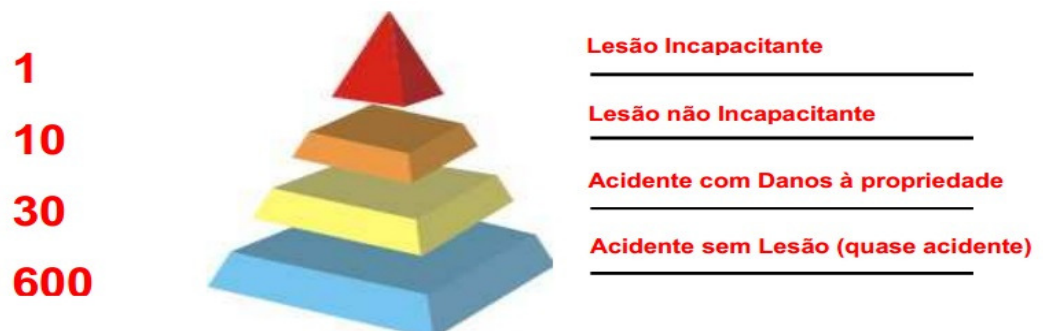 1
Lesão Incapacitante
10
Lesão não Incapacitante
30
Acidente com Danos à propriedade
600
Acidente sem Lesão (quase acidente)